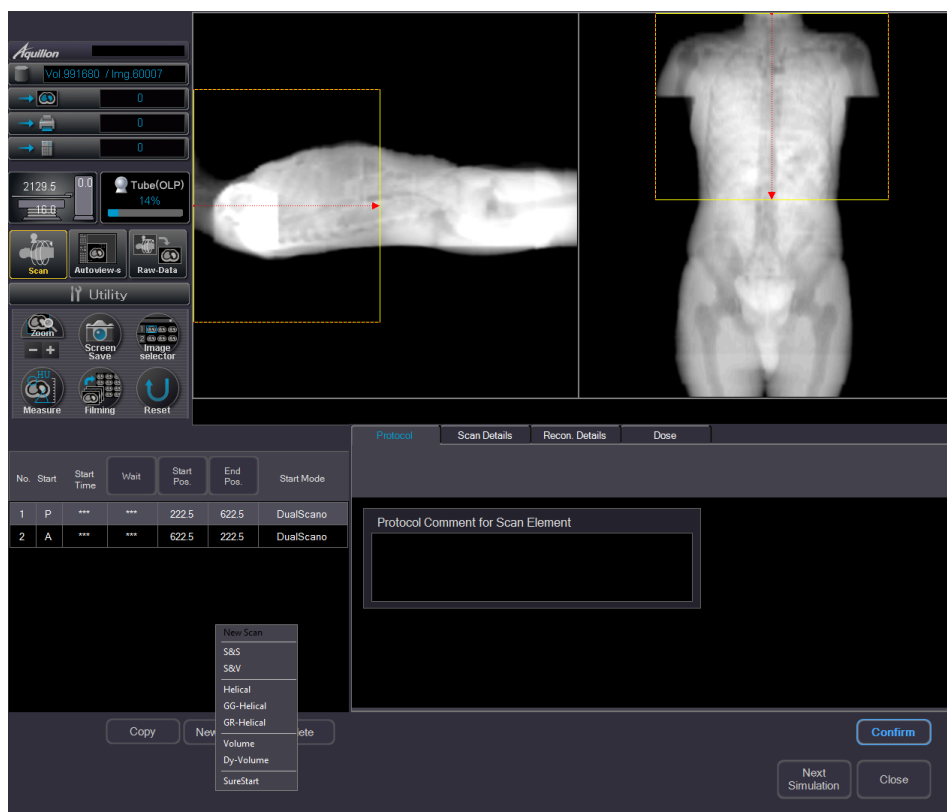 Aquilion
Vol.991680 / Img.60007
0
0
0
2129.5
0.0
16.0
Tube(OLP)
14%
Scan
Autoview-s
Raw-Data
Utility
Zoom
Screen
Save
1
2
Image
selector
HU
Measure
Filming
Reset
Protocol Scan Details Recon. Details Dose
No. Start Start Time Wait Start Pos. End Pos. Start Mode
1 P *** *** 222.5 622.5 DualScano
2 A *** *** 622.5 222.5 DualScano
Protocol Comment for Scan Element
New Scan
S&S
S&V
Helical
GG-Helical
GR-Helical
Volume
Dy-Volume
SureStart
Copy
Confirm
Next
Simulation
Close